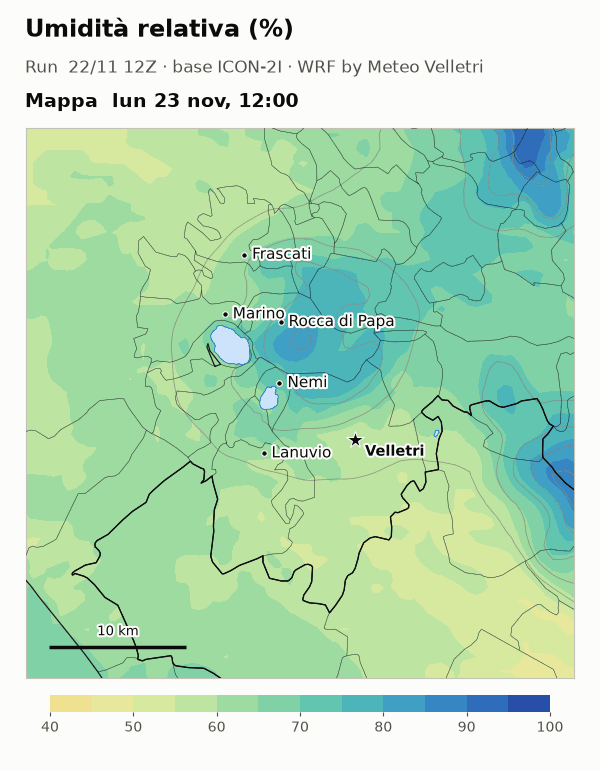 Umidità relativa (%)
Run  22/11 12Z · base ICON-2I · WRF by Meteo Velletri
Mappa  lun 23 nov, 12:00
Frascati
Marino
Rocca di Papa
Nemi
Velletri
Lanuvio
10 km
40 50 60 70 80 90 100